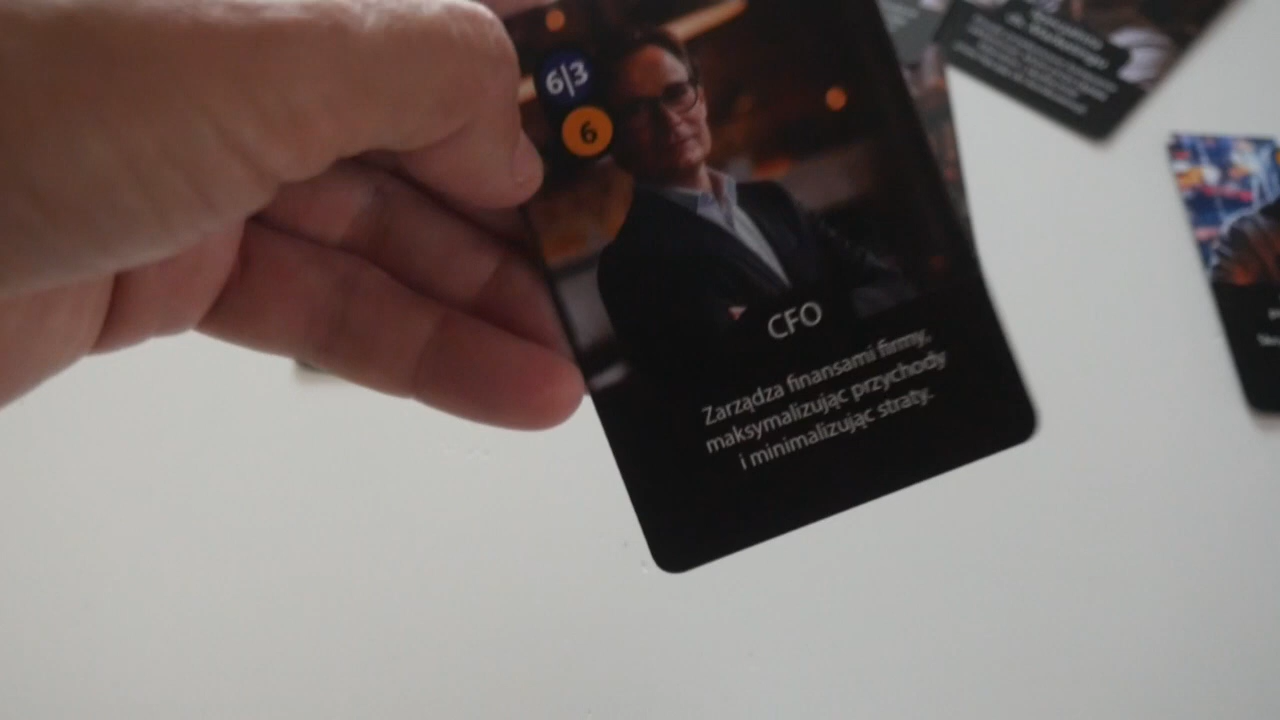 6|3
6
CFO
Zarządza finansami firmy,
maksymalizując przychody
i minimalizując straty.